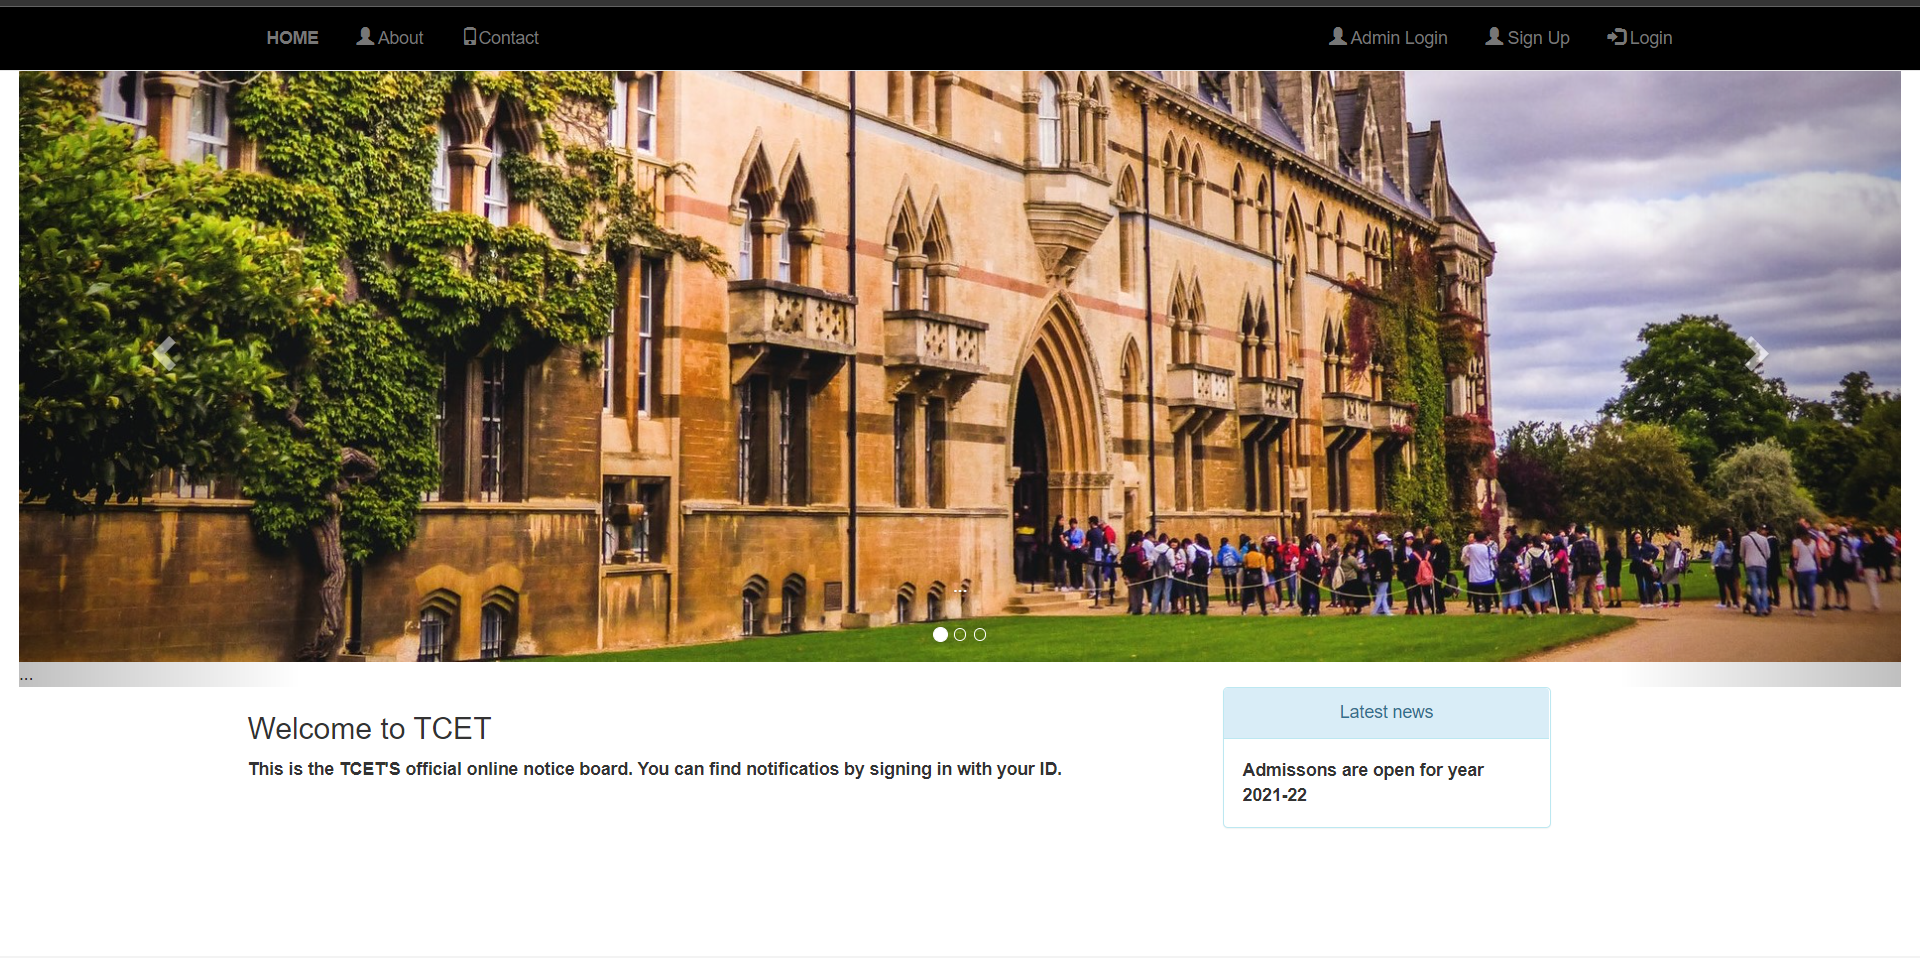 HOME About Contact Admin Login Sign Up Login
...
...
Welcome to TCET
This is the TCET'S official online notice board. You can find notificatios by signing in with your ID.
Latest news
Admissons are open for year
2021-22